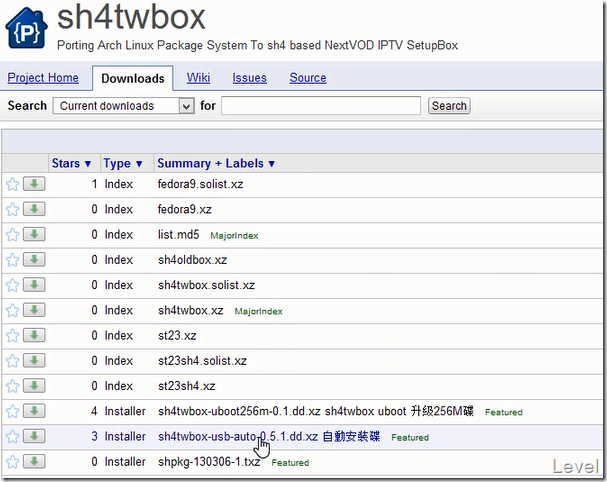 sh4twbox
Porting Arch Linux Package System To sh4 based NextVOD IPTV SetupBox
Project Home Downloads Wiki Issues Source
Search Current downloads for Search
Stars ▼ Type ▼ Summary + Labels ▼
1 Index fedora9.solist.xz
0 Index fedora9.xz
0 Index list.md5 MajorIndex
0 Index sh4oldbox.xz
0 Index sh4twbox.solist.xz
0 Index sh4twbox.xz MajorIndex
0 Index st23.xz
0 Index st23sh4.solist.xz
0 Index st23sh4.xz
4 Installer sh4twbox-uboot256m-0.1.dd.xz sh4twbox uboot 升级256M碟 Featured
3 Installer sh4twbox-usb-auto-0.5.1.dd.xz 自動安裝碟 Featured
0 Installer shpkg-130306-1.txz Featured
Level